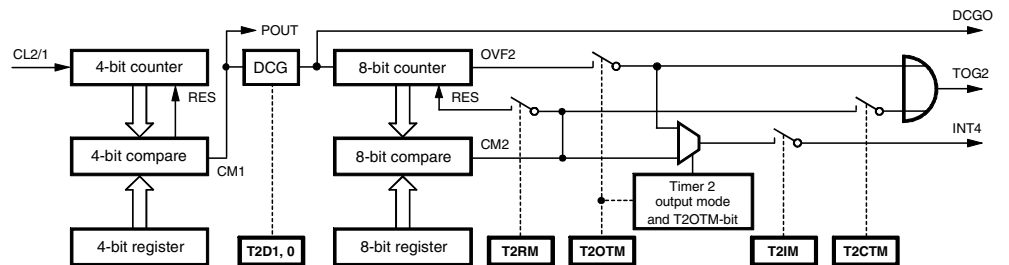 DCGO
POUT
CL2/1
4-bit counter
DCG
8-bit counter
OVF2
TOG2
RES
RES
4-bit compare
CM1
8-bit compare
CM2
INT4
Timer 2
output mode
and T2OTM-bit
4-bit register
T2D1, 0
8-bit register
T2RM
T2OTM
T2IM
T2CTM